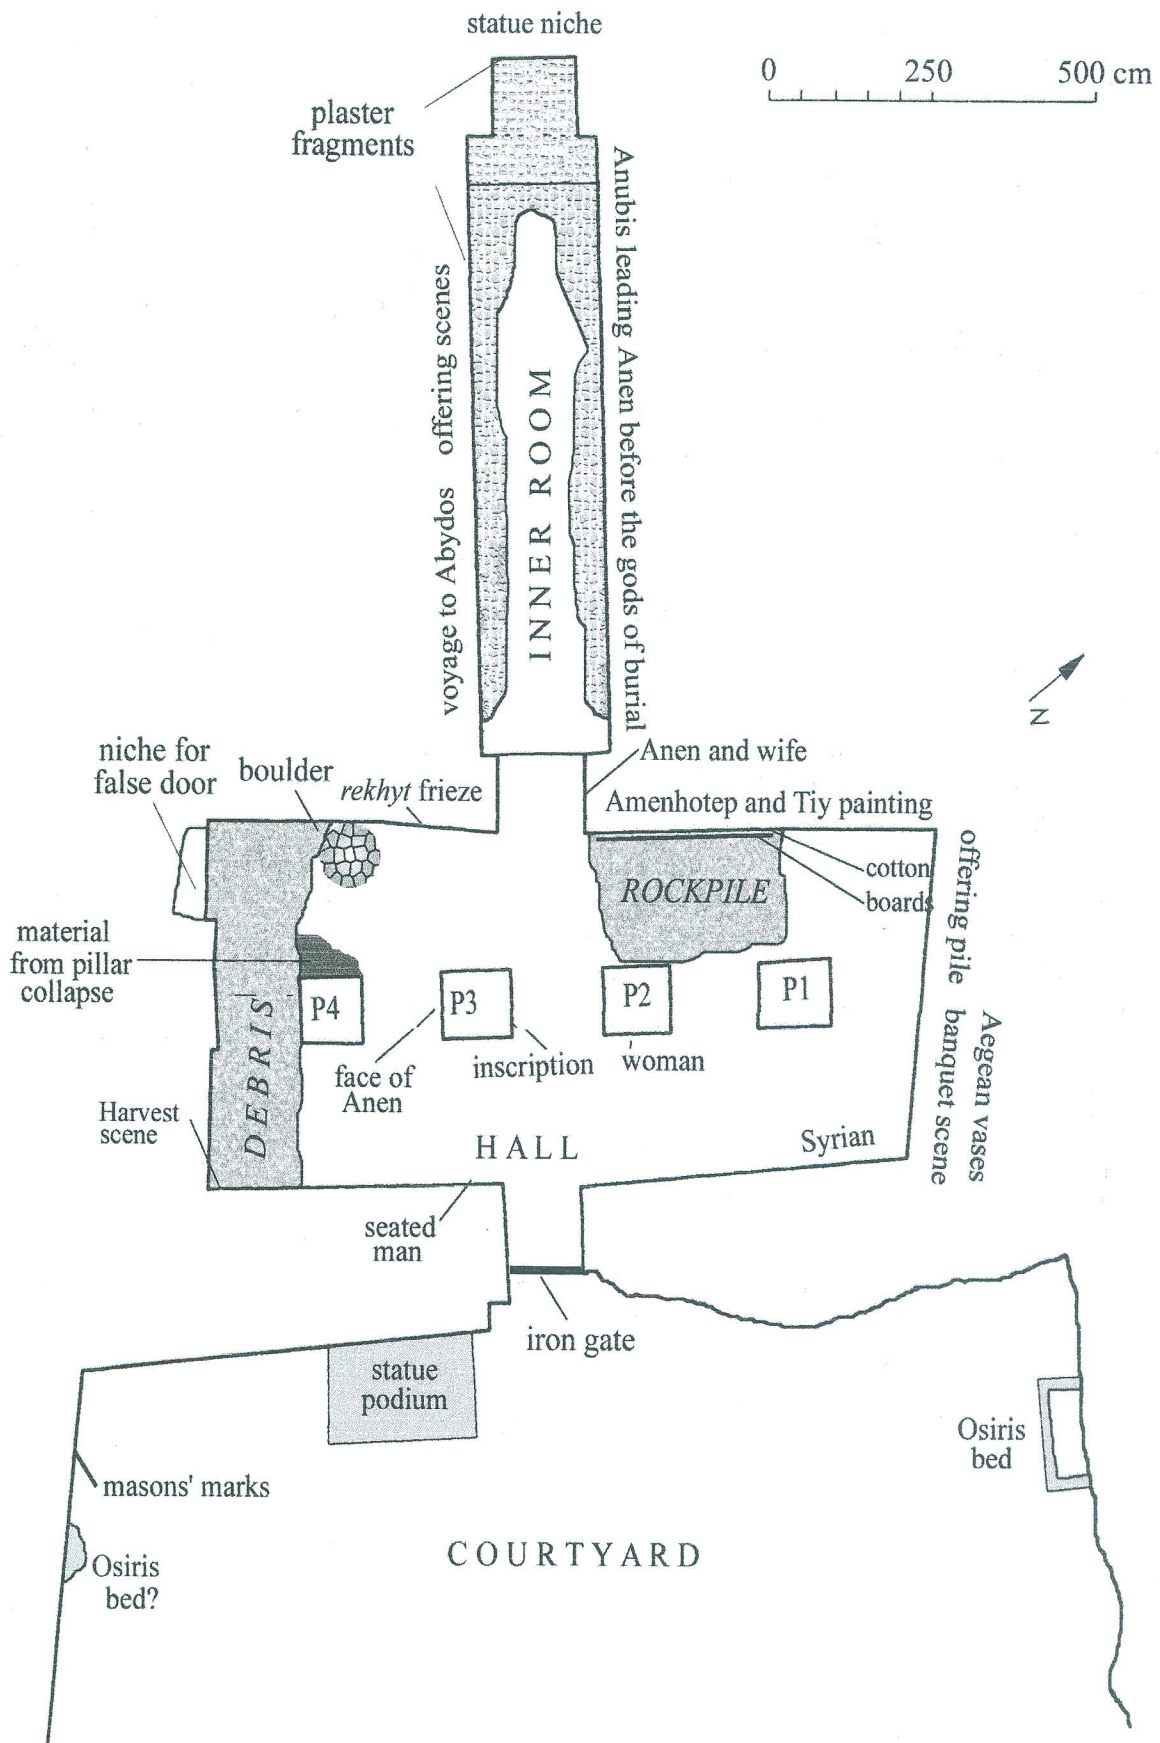 statue niche
0 250 500 cm
plaster
fragments
Anubis leading Anen before the gods of burial
offering scenes
voyage to Abydos
INNER ROOM
N
niche for
false door
boulder
rekhyt frieze
Anen and wife
Amenhotep and Tiy painting
cotton
boards
ROCKPILE
offering pile
banquet scene
Aegean vases
material
from pillar
collapse
P4
P3
P2
P1
DEBRIS
face of
Anen
inscription
woman
Harvest
scene
HALL
Syrian
seated
man
iron gate
statue
podium
Osiris
bed
masons' marks
Osiris
bed?
COURTYARD